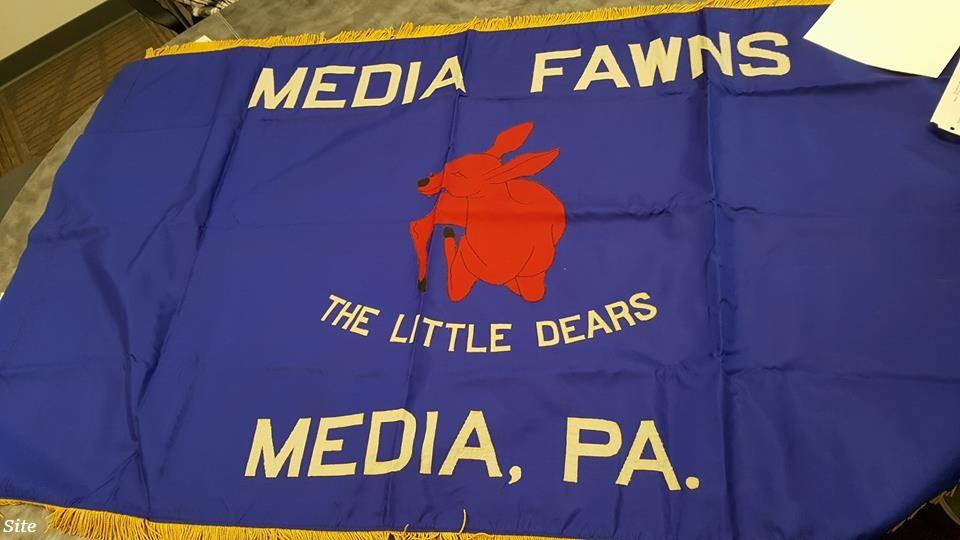 MEDIA FAWNS
THE LITTLE DEARS
MEDIA, PA.
Site